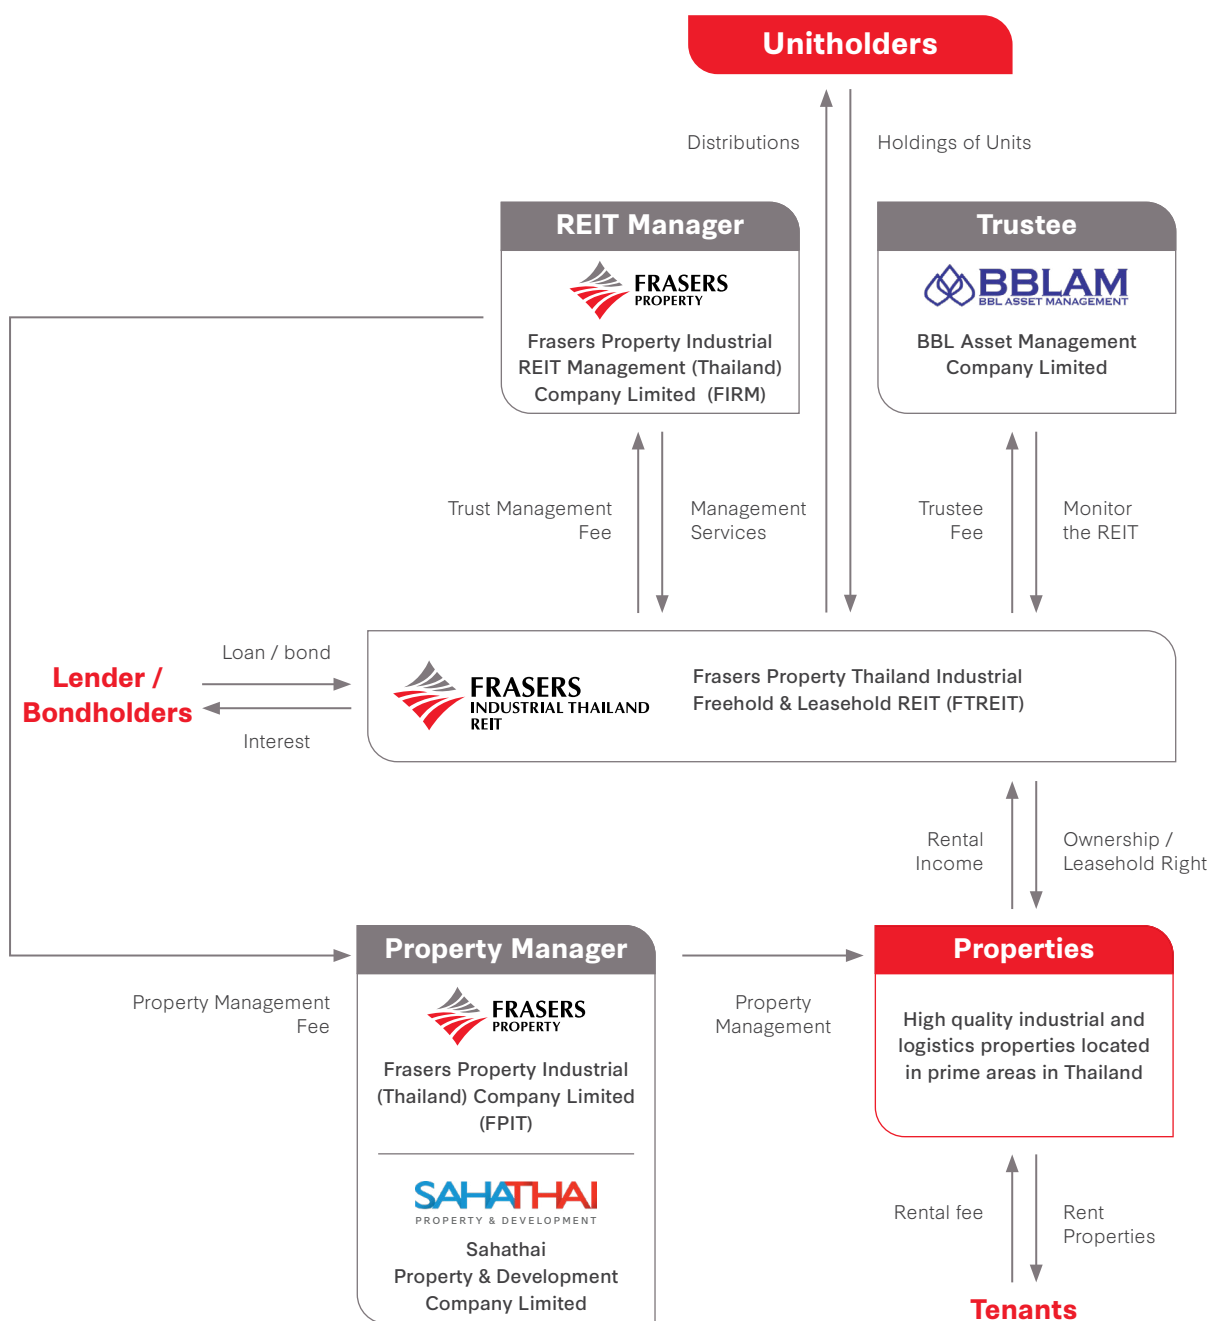 Unitholders
Distributions
Holdings of Units
REIT Manager
FRASERS
PROPERTY
Frasers Property Industrial
REIT Management (Thailand)
Company Limited (FIRM)
Trustee
BBLAM
BBL ASSET MANAGEMENT
BBL Asset Management
Company Limited
Trust Management
Fee
Management
Services
Trustee
Fee
Monitor
the REIT
Lender /
Bondholders
Loan / bond
Interest
FRASERS
INDUSTRIAL THAILAND
REIT
Frasers Property Thailand Industrial
Freehold & Leasehold REIT (FTREIT)
Rental
Income
Ownership /
Leasehold Right
Property Management
Fee
Property Manager
FRASERS
PROPERTY
Frasers Property Industrial
(Thailand) Company Limited
(FPIT)
SAHATHAI
PROPERTY & DEVELOPMENT
Sahathai
Property & Development
Company Limited
Property
Management
Properties
High quality industrial and
logistics properties located
in prime areas in Thailand
Rental fee
Rent
Properties
Tenants